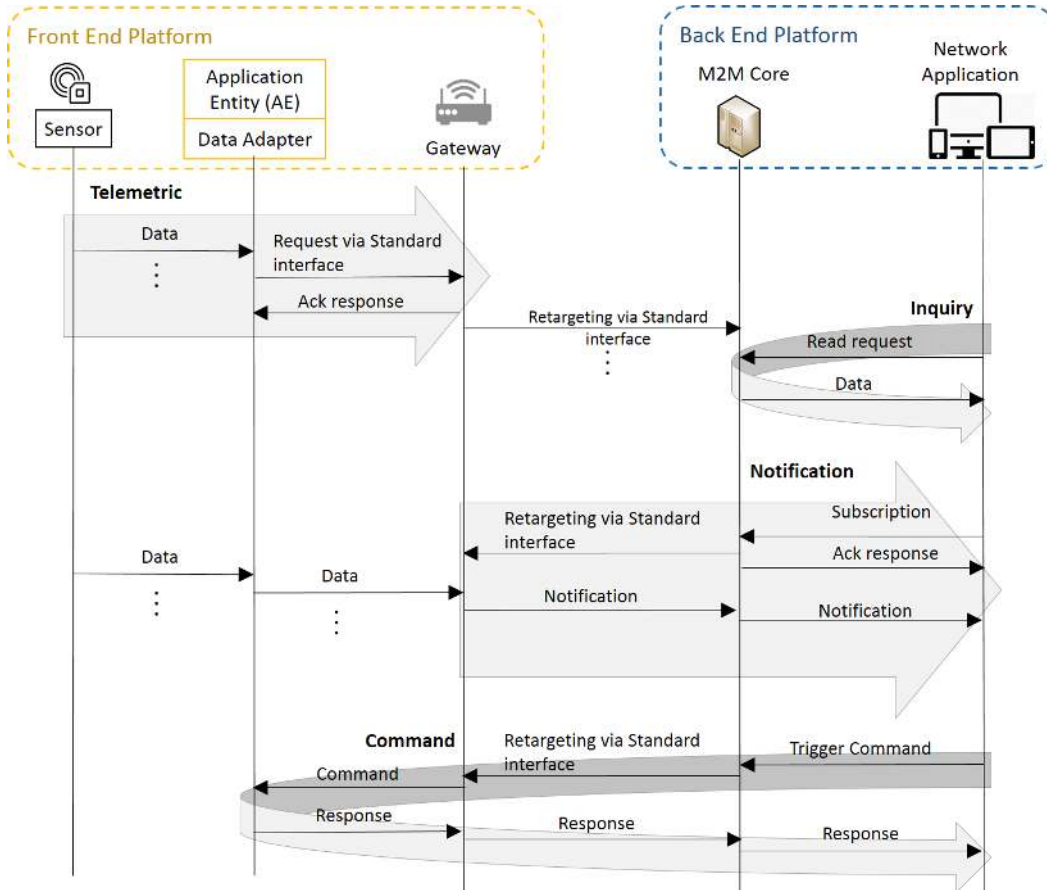 Front End Platform
Back End Platform
Sensor
Application
Entity (AE)
Data Adapter
Gateway
M2M Core
Network
Application
Telemetric
Data
Request via Standard
interface
Ack response
Retargeting via Standard
interface
Inquiry
Read request
Data
Notification
Subscription
Retargeting via Standard
interface
Ack response
Data
Data
Notification
Notification
Command
Trigger Command
Retargeting via Standard
interface
Command
Response
Response
Response